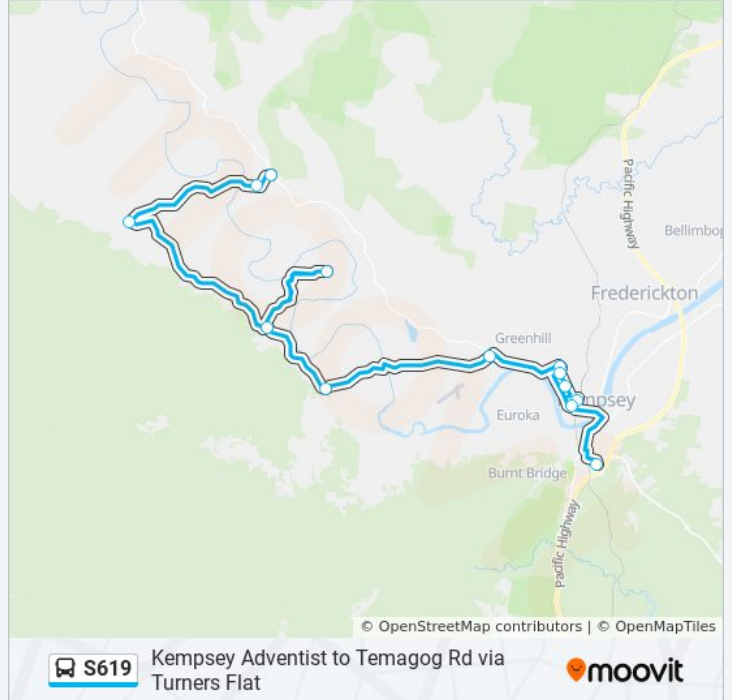 Pacific Highway
Bellimbop
Frederickton
Greenhill
Kempsey
Euroka
Burnt Bridge
Pacific Highway
© OpenStreetMap contributors | © OpenMapTiles
S619
Kempsey Adventist to Temagog Rd via
Turners Flat
moovit